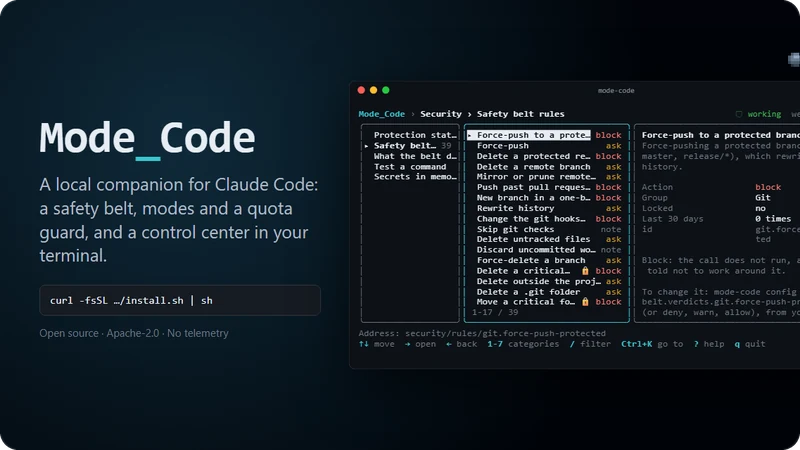 Mode_Code
A local companion for Claude Code:
a safety belt, modes and a quota
guard, and a control center in your
terminal.
curl -fsSL …/install.sh | sh
Open source · Apache-2.0 · No telemetry
mode-code
Mode_Code › Security › Safety belt rules
working we
Protection stat…
▸ Safety belt… 39
What the belt d…
Test a command
Secrets in memo…
▸ Force-push to a prote… block
Force-push ask
Delete a protected re… block
Delete a remote branch ask
Mirror or prune remote… ask
Push past pull reques… block
New branch in a one-b… block
Rewrite history ask
Change the git hooks… block
Skip git checks note
Delete untracked files ask
Discard uncommitted wo… note
Force-delete a branch ask
Delete a critical… block
Delete outside the proj… ask
Delete a .git folder ask
Move a critical fo… block
1-17 / 39
Force-push to a protected branc
Force-pushing a protected branc
master, release/*), which rewri
history.
Action block
Group Git
Locked no
Last 30 days 0 times
id git.force
ted
Block: the call does not run, a
told not to work around it.
To change it: mode-code config
belt.verdicts.git.force-push-pr
(or deny, warn, allow), from yo
Address: security/rules/git.force-push-protected
↑↓ move → open ← back 1-7 categories / filter Ctrl+K go to ? help q quit